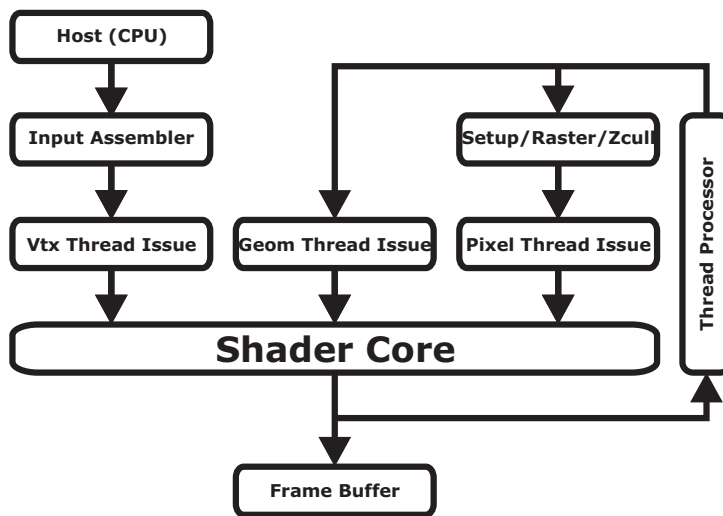 Host (CPU)
Input Assembler
Setup/Raster/Zcull
Vtx Thread Issue
Geom Thread Issue
Pixel Thread Issue
Thread Processor
Shader Core
Frame Buffer